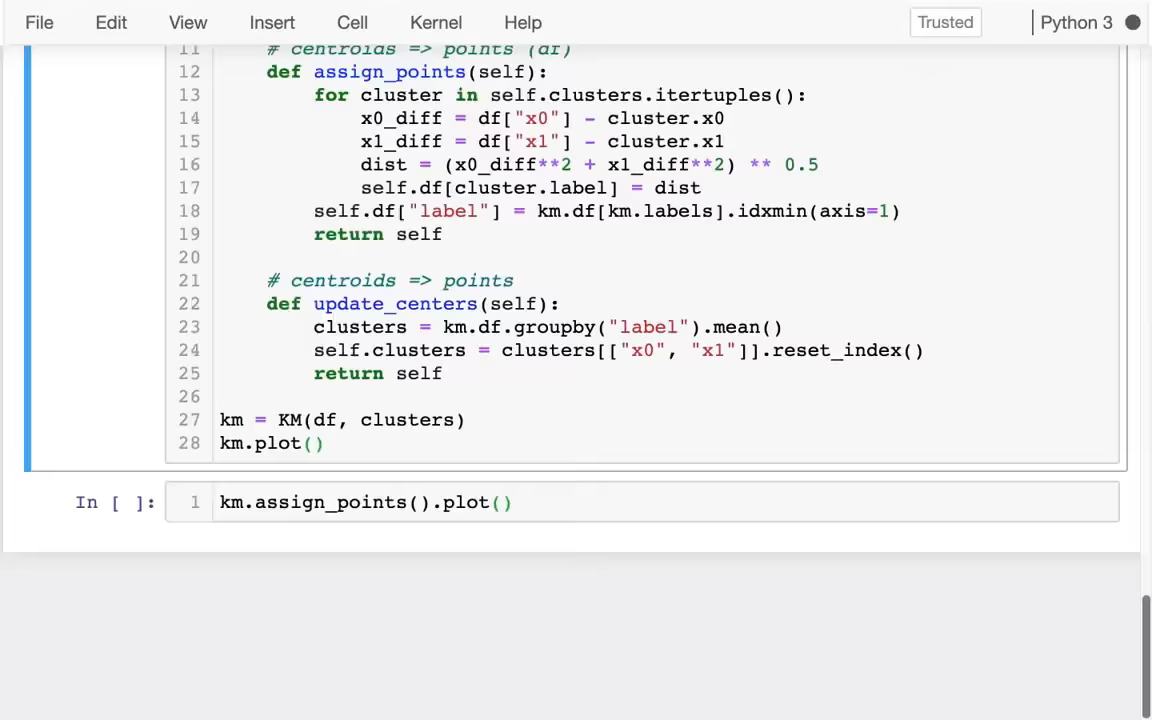 File Edit View Insert Cell Kernel Help Trusted Python 3
11 # centroids => points (df)
12 def assign_points(self):
13 for cluster in self.clusters.itertuples():
14 x0_diff = df["x0"] - cluster.x0
15 x1_diff = df["x1"] - cluster.x1
16 dist = (x0_diff**2 + x1_diff**2) ** 0.5
17 self.df[cluster.label] = dist
18 self.df["label"] = km.df[km.labels].idxmin(axis=1)
19 return self
20
21 # centroids => points
22 def update_centers(self):
23 clusters = km.df.groupby("label").mean()
24 self.clusters = clusters[["x0", "x1"]].reset_index()
25 return self
26
27 km = KM(df, clusters)
28 km.plot()
In [ ]: 1 km.assign_points().plot()